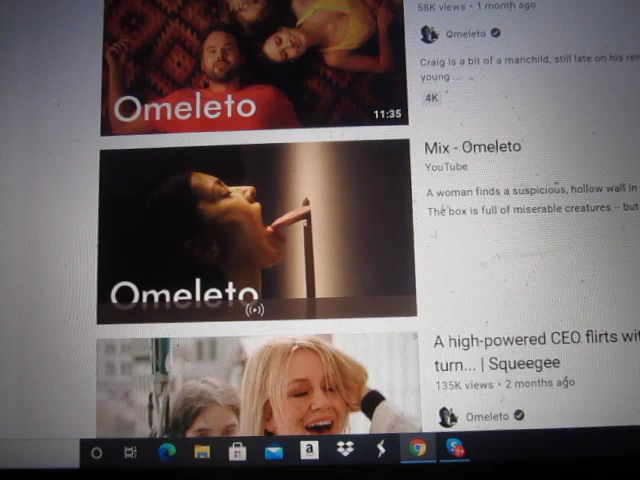 58K views • 1 month ago
Omeleto
Craig is a bit of a manchild, still late on his ren
young ...
4K
Omeleto
11:35
Mix - Omeleto
YouTube
A woman finds a suspicious, hollow wall in
The box is full of miserable creatures – but
Omeleto
A high-powered CEO flirts wit
turn... | Squeegee
135K views • 2 months ago
Omeleto
a